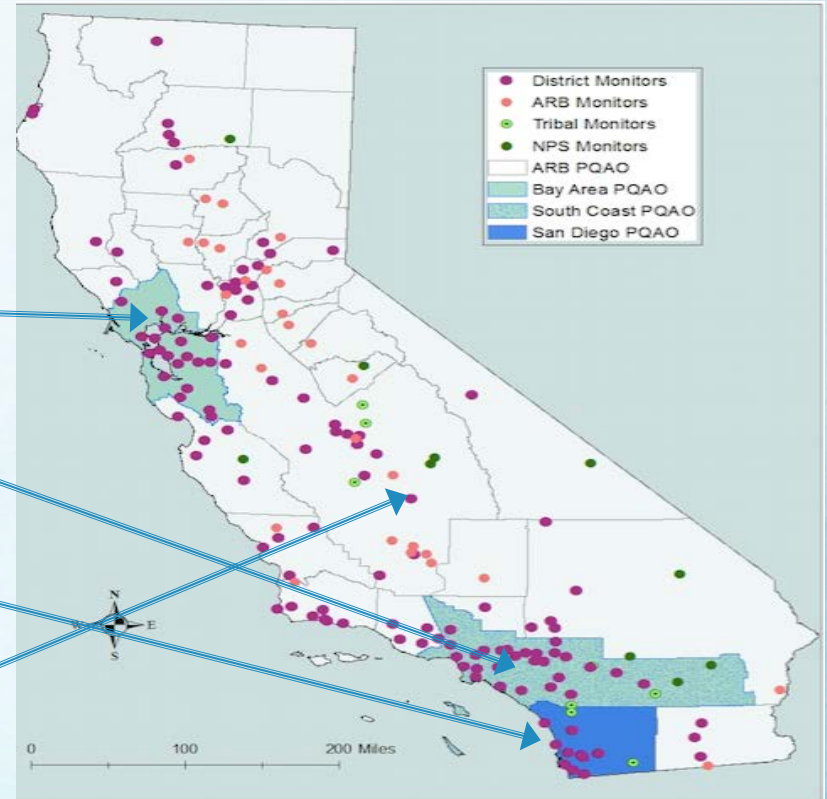 District Monitors
ARB Monitors
Tribal Monitors
NPS Monitors
ARB PQAO
Bay Area PQAO
South Coast PQAO
San Diego PQAO
N
W E
S
0 100 200 Miles